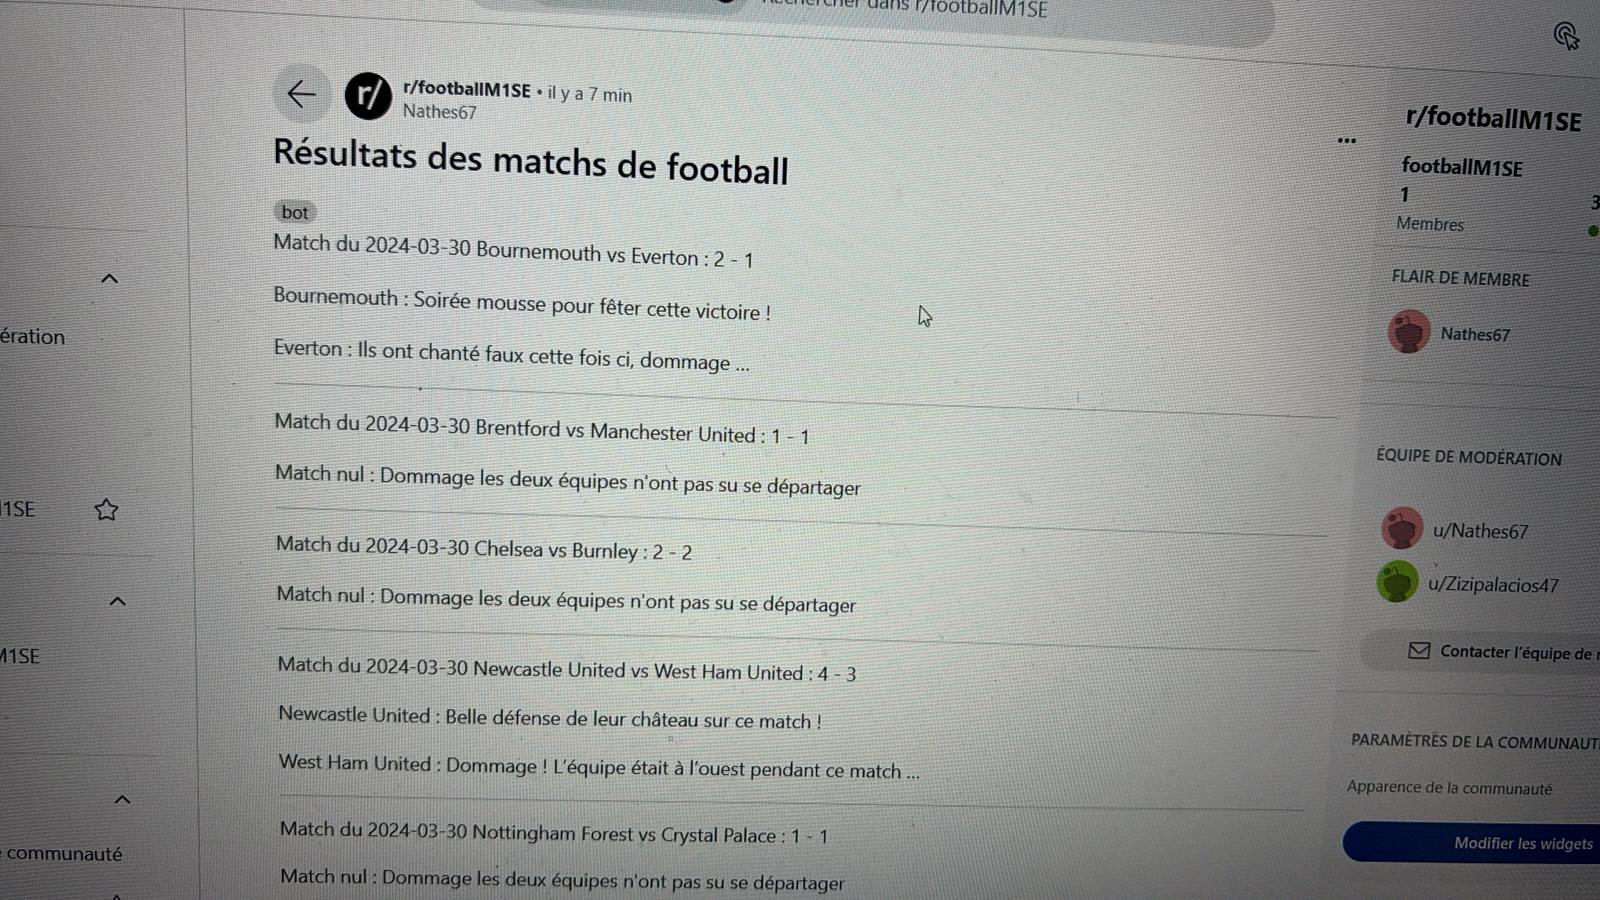 Rechercher dans r/footballM1SE
r/footballM1SE • il y a 7 min
Nathes67
Résultats des matchs de football
bot
Match du 2024-03-30 Bournemouth vs Everton : 2 - 1
Bournemouth : Soirée mousse pour fêter cette victoire !
Everton : Ils ont chanté faux cette fois ci, dommage ...
Match du 2024-03-30 Brentford vs Manchester United : 1 - 1
Match nul : Dommage les deux équipes n'ont pas su se départager
Match du 2024-03-30 Chelsea vs Burnley : 2 - 2
Match nul : Dommage les deux équipes n'ont pas su se départager
Match du 2024-03-30 Newcastle United vs West Ham United : 4 - 3
Newcastle United : Belle défense de leur château sur ce match !
West Ham United : Dommage ! L'équipe était à l'ouest pendant ce match ...
Match du 2024-03-30 Nottingham Forest vs Crystal Palace : 1 - 1
Match nul : Dommage les deux équipes n'ont pas su se départager
ération
M1SE
M1SE
communauté
r/footballM1SE
footballM1SE
1
3
Membres
FLAIR DE MEMBRE
Nathes67
ÉQUIPE DE MODÉRATION
u/Nathes67
u/Zizipalacios47
Contacter l'équipe de
PARAMÈTRES DE LA COMMUNAUT
Apparence de la communauté
Modifier les widgets